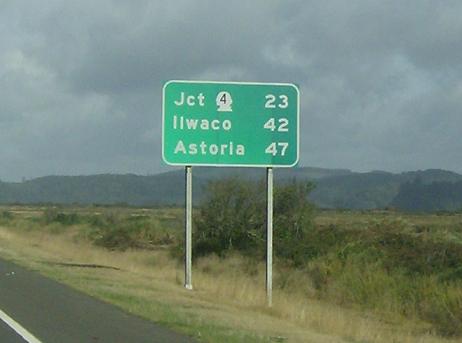 Jct 4 23
Ilwaco 42
Astoria 47